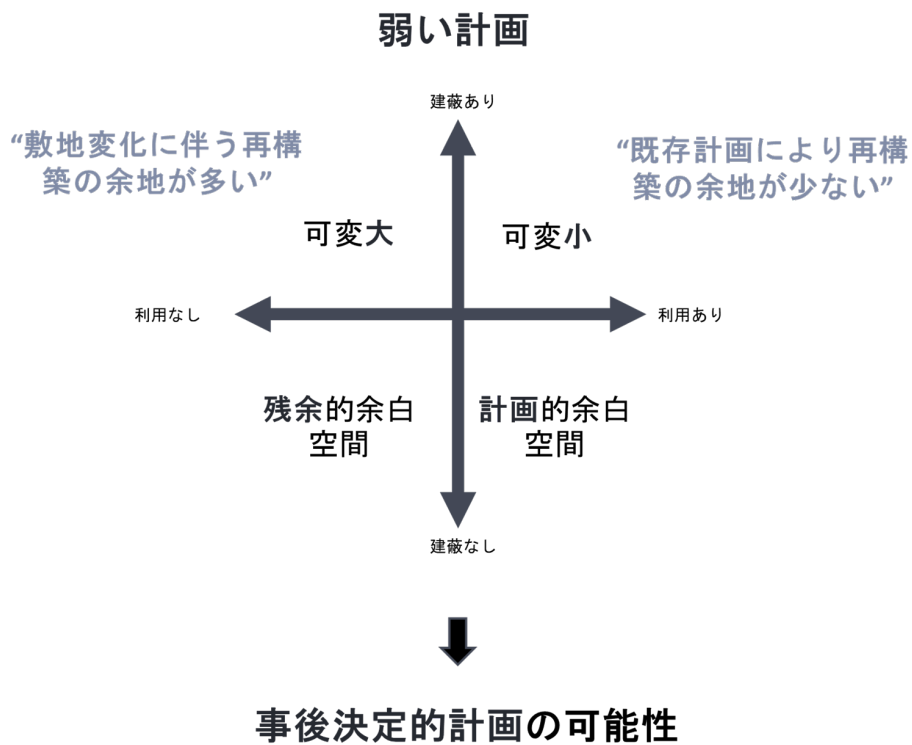 弱い計画
建蔽あり
“敷地変化に伴う再構
築の余地が多い”
“既存計画により再構
築の余地が少ない”
可変大
可変小
利用なし
利用あり
残余的余白
空間
計画的余白
空間
建蔽なし
事後決定的計画の可能性